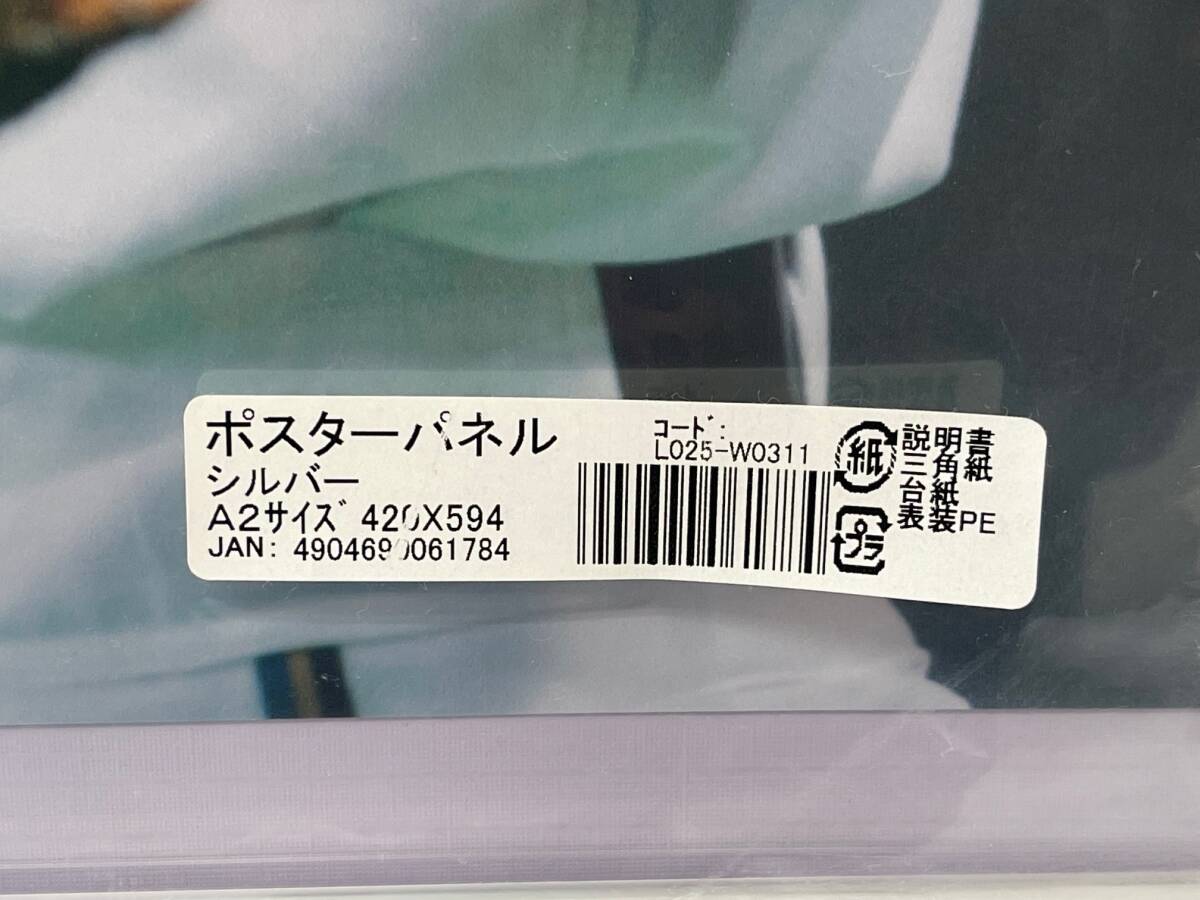 ポスターパネル
シルバー
A2サイズ 420X594
JAN: 4904690061784
コード:
L025-W0311
紙
プラ
説明書
三角紙
台紙
表装PE